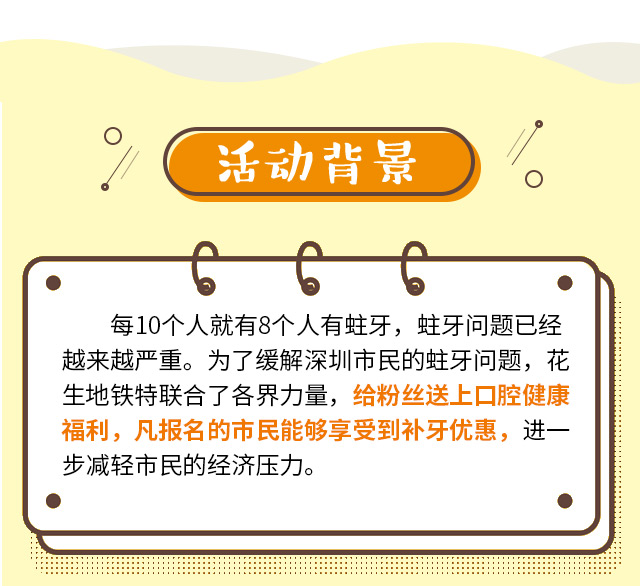 活动背景
每10个人就有8个人有蛀牙，蛀牙问题已经
越来越严重。为了缓解深圳市民的蛀牙问题，花
生地铁特联合了各界力量，给粉丝送上口腔健康
福利，凡报名的市民能够享受到补牙优惠，进一
步减轻市民的经济压力。